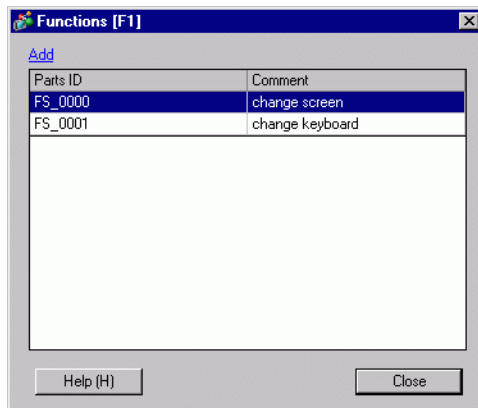 Functions [F1]
Add
Parts ID Comment
FS_0000 change screen
FS_0001 change keyboard
Help (H) Close